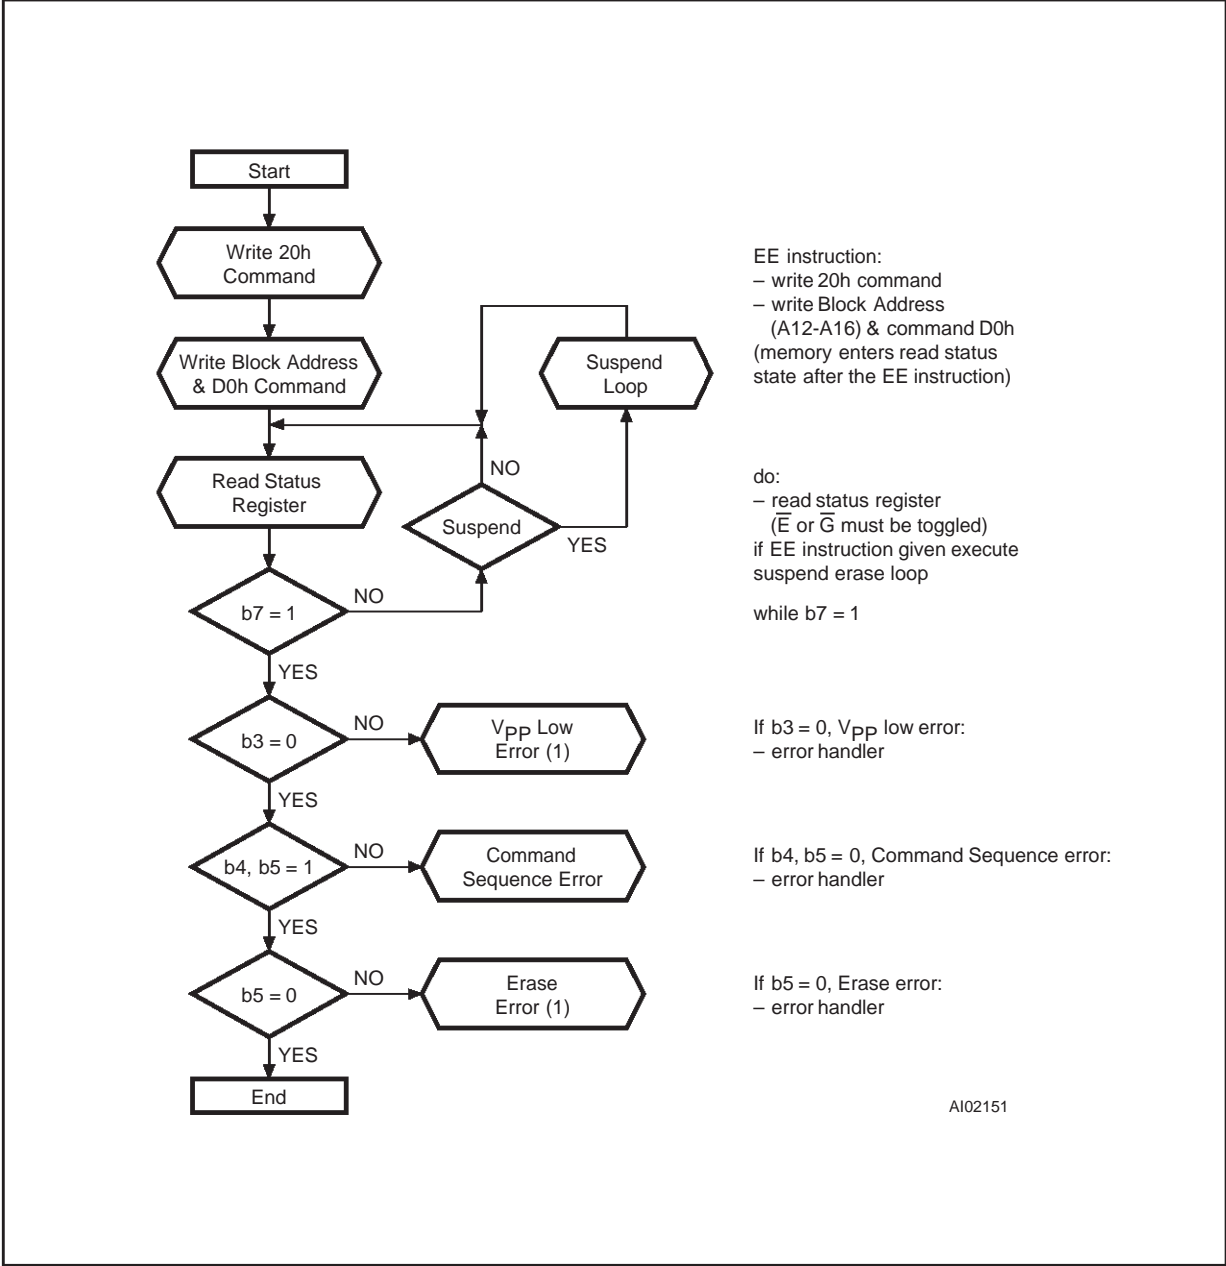 Start
Write 20h
Command
Write Block Address
& D0h Command
Read Status
Register
b7 = 1
NO
YES
Suspend
NO
YES
Suspend
Loop
b3 = 0
NO
YES
VPP Low
Error (1)
b4, b5 = 1
NO
YES
Command
Sequence Error
b5 = 0
NO
YES
Erase
Error (1)
End
EE instruction:
– write 20h command
– write Block Address
(A12-A16) & command D0h
(memory enters read status
state after the EE instruction)
do:
– read status register
(E̅ or G̅ must be toggled)
if EE instruction given execute
suspend erase loop
while b7 = 1
If b3 = 0, VPP low error:
– error handler
If b4, b5 = 0, Command Sequence error:
– error handler
If b5 = 0, Erase error:
– error handler
AI02151